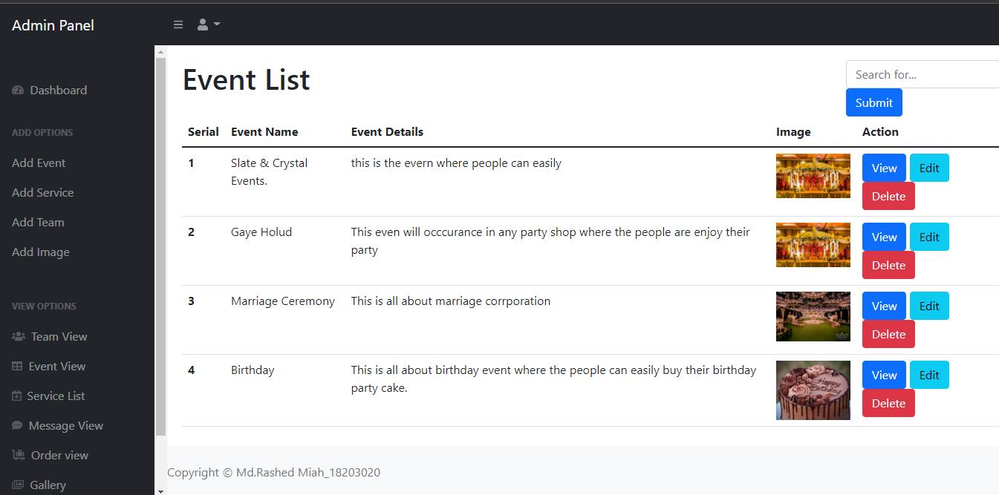 Admin Panel
Dashboard
ADD OPTIONS
Add Event
Add Service
Add Team
Add Image
VIEW OPTIONS
Team View
Event View
Service List
Message View
Order view
Gallery
Event List
Search for...
Submit
Serial Event Name Event Details Image Action
1 Slate & Crystal this is the evern where people can easily View Edit
Events. Delete
2 Gaye Holud This even will occcurance in any party shop where the people are enjoy their View Edit
party Delete
3 Marriage Ceremony This is all about marriage corrporation View Edit
Delete
4 Birthday This is all about birthday event where the people can easily buy their birthday Happy Birthday View Edit
party cake. Delete
Copyright © Md.Rashed Miah_18203020